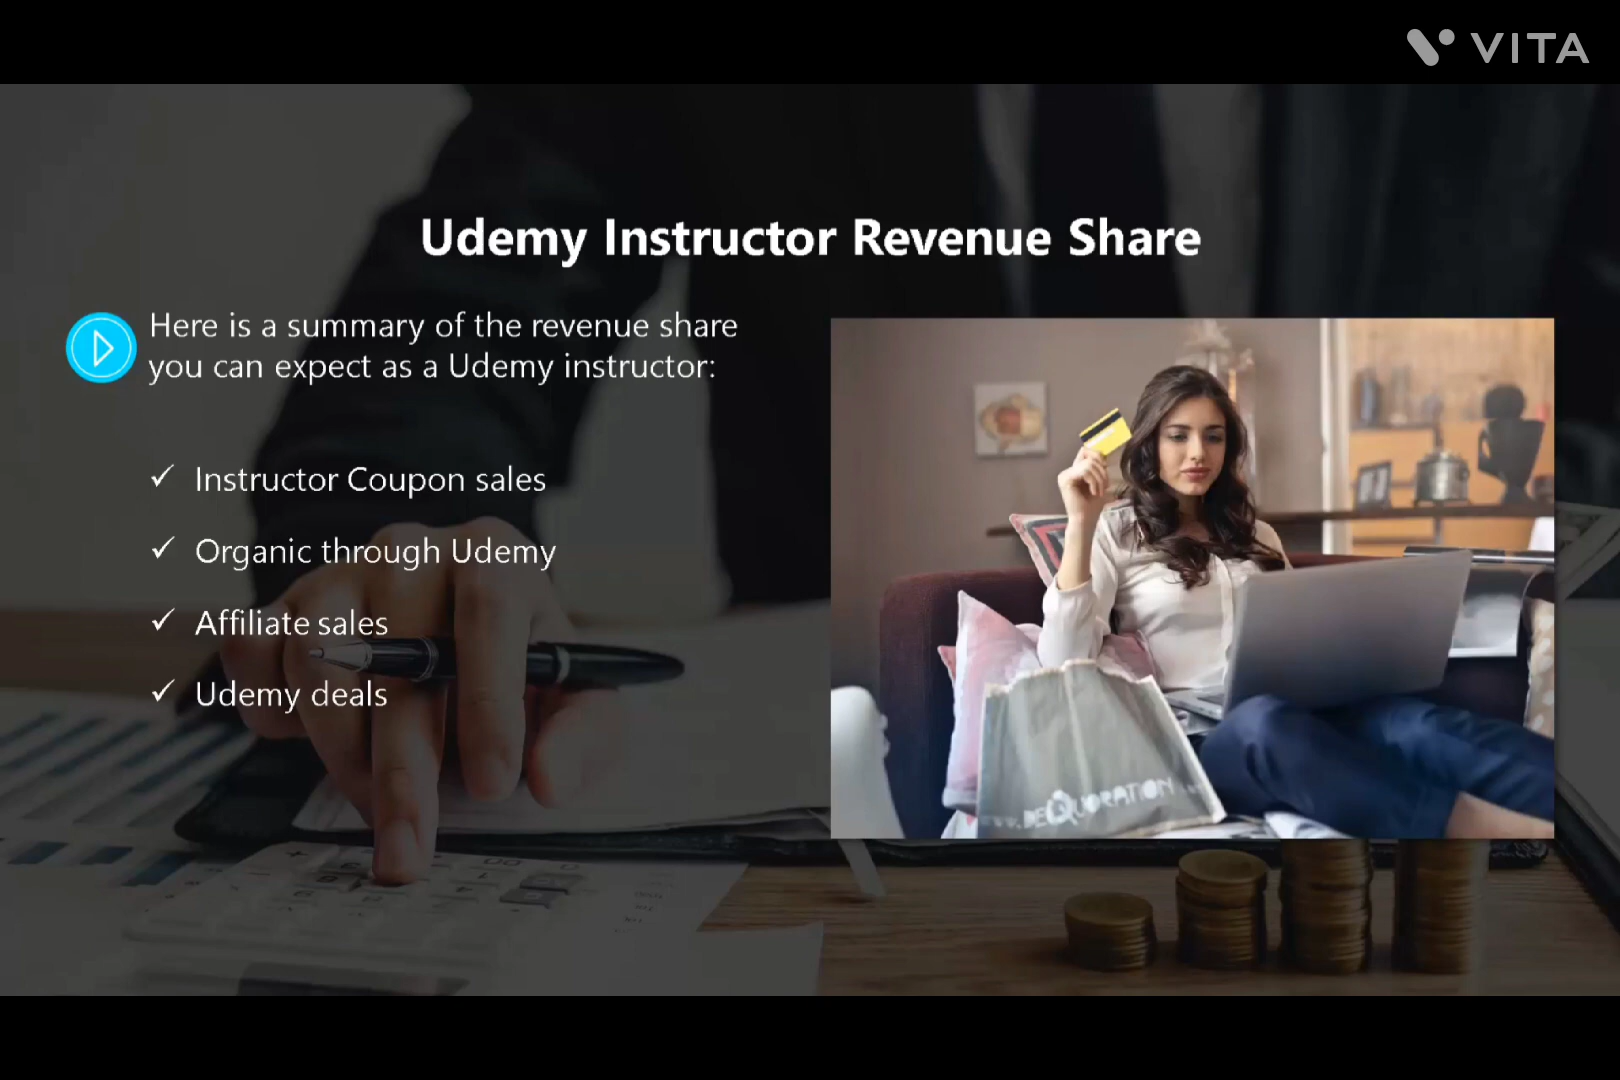 VITA
Udemy Instructor Revenue Share
Here is a summary of the revenue share
you can expect as a Udemy instructor:
✓ Instructor Coupon sales
✓ Organic through Udemy
✓ Affiliate sales
✓ Udemy deals